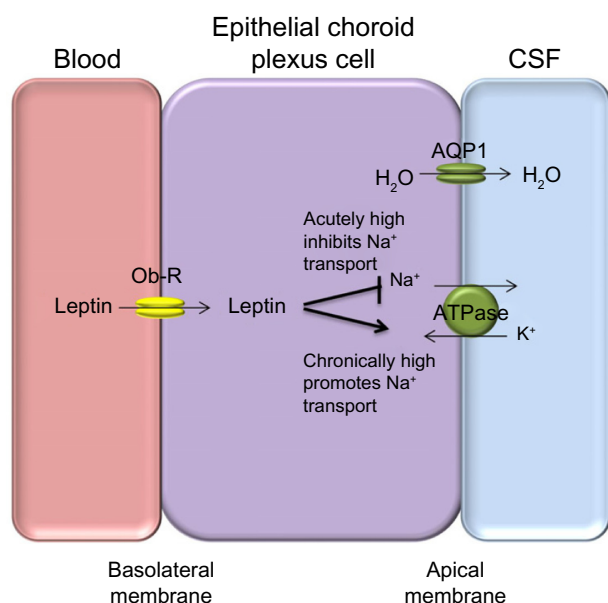 Blood
Epithelial choroid
plexus cell
CSF
AQP1
H₂O
H₂O
Acutely high
inhibits Na⁺
transport
Ob-R
Na⁺
Leptin
Leptin
ATPase
K⁺
Chronically high
promotes Na⁺
transport
Basolateral
membrane
Apical
membrane